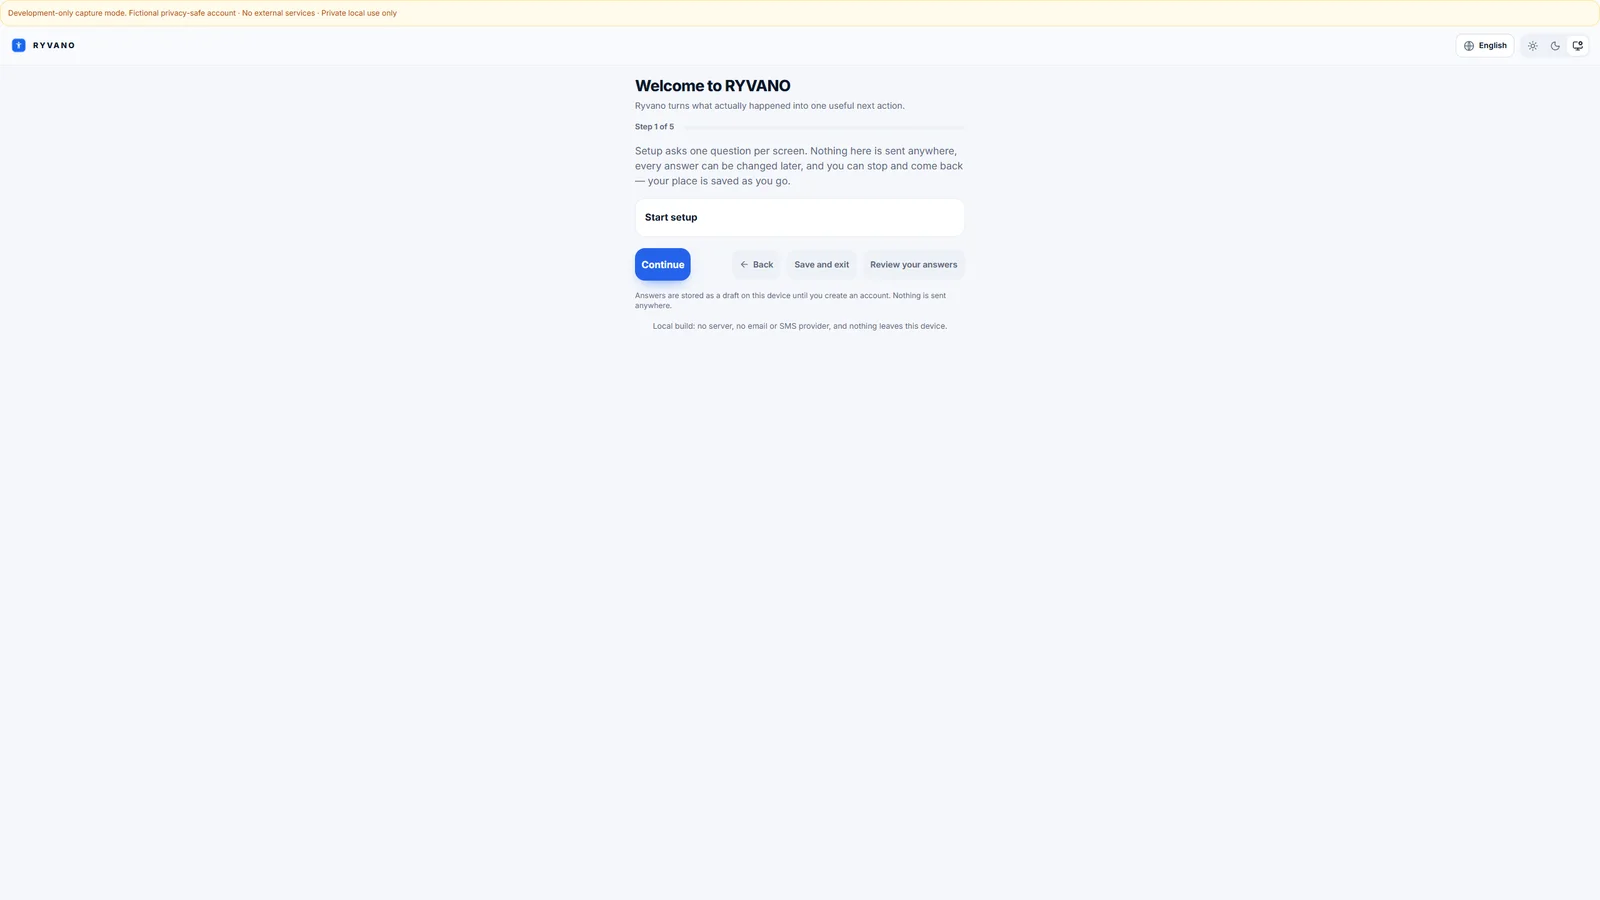 Development-only capture mode. Fictional privacy-safe account · No external services · Private local use only
RYVANO
English
Welcome to RYVANO
Ryvano turns what actually happened into one useful next action.
Step 1 of 5
Setup asks one question per screen. Nothing here is sent anywhere,
every answer can be changed later, and you can stop and come back
— your place is saved as you go.
Start setup
Continue
Back
Save and exit
Review your answers
Answers are stored as a draft on this device until you create an account. Nothing is sent
anywhere.
Local build: no server, no email or SMS provider, and nothing leaves this device.